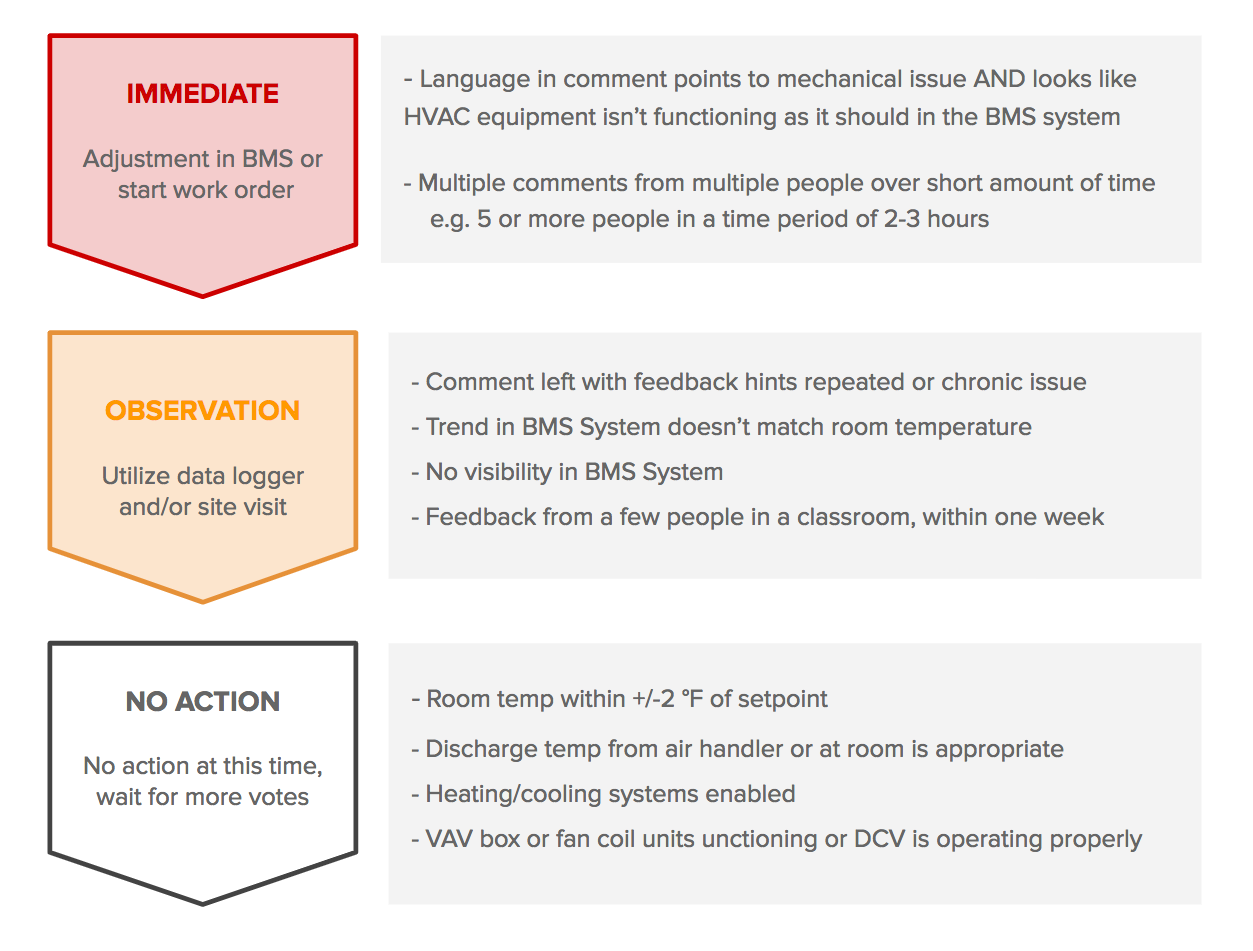 IMMEDIATE
Adjustment in BMS or
start work order
- Language in comment points to mechanical issue AND looks like
HVAC equipment isn’t functioning as it should in the BMS system
- Multiple comments from multiple people over short amount of time
e.g. 5 or more people in a time period of 2-3 hours
OBSERVATION
Utilize data logger
and/or site visit
- Comment left with feedback hints repeated or chronic issue
- Trend in BMS System doesn’t match room temperature
- No visibility in BMS System
- Feedback from a few people in a classroom, within one week
NO ACTION
No action at this time,
wait for more votes
- Room temp within +/-2 °F of setpoint
- Discharge temp from air handler or at room is appropriate
- Heating/cooling systems enabled
- VAV box or fan coil units unctioning or DCV is operating properly